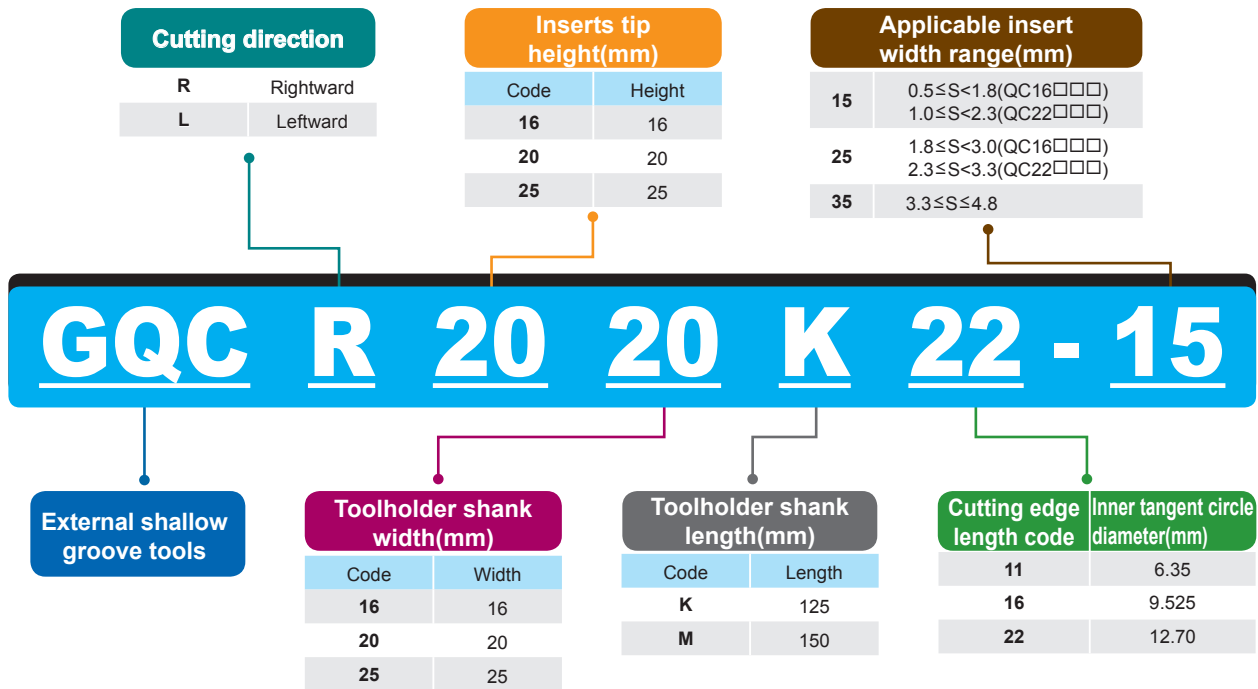 Cutting direction
R Rightward
L Leftward
Inserts tip
height(mm)
Code Height
16 16
20 20
25 25
Applicable insert
width range(mm)
15 0.5≤S<1.8(QC16□□□)
1.0≤S<2.3(QC22□□□)
25 1.8≤S<3.0(QC16□□□)
2.3≤S<3.3(QC22□□□)
35 3.3≤S≤4.8
GQC R 20 20 K 22 - 15
External shallow
groove tools
Toolholder shank
width(mm)
Code Width
16 16
20 20
25 25
Toolholder shank
length(mm)
Code Length
K 125
M 150
Cutting edge
length code
Inner tangent circle
diameter(mm)
11 6.35
16 9.525
22 12.70